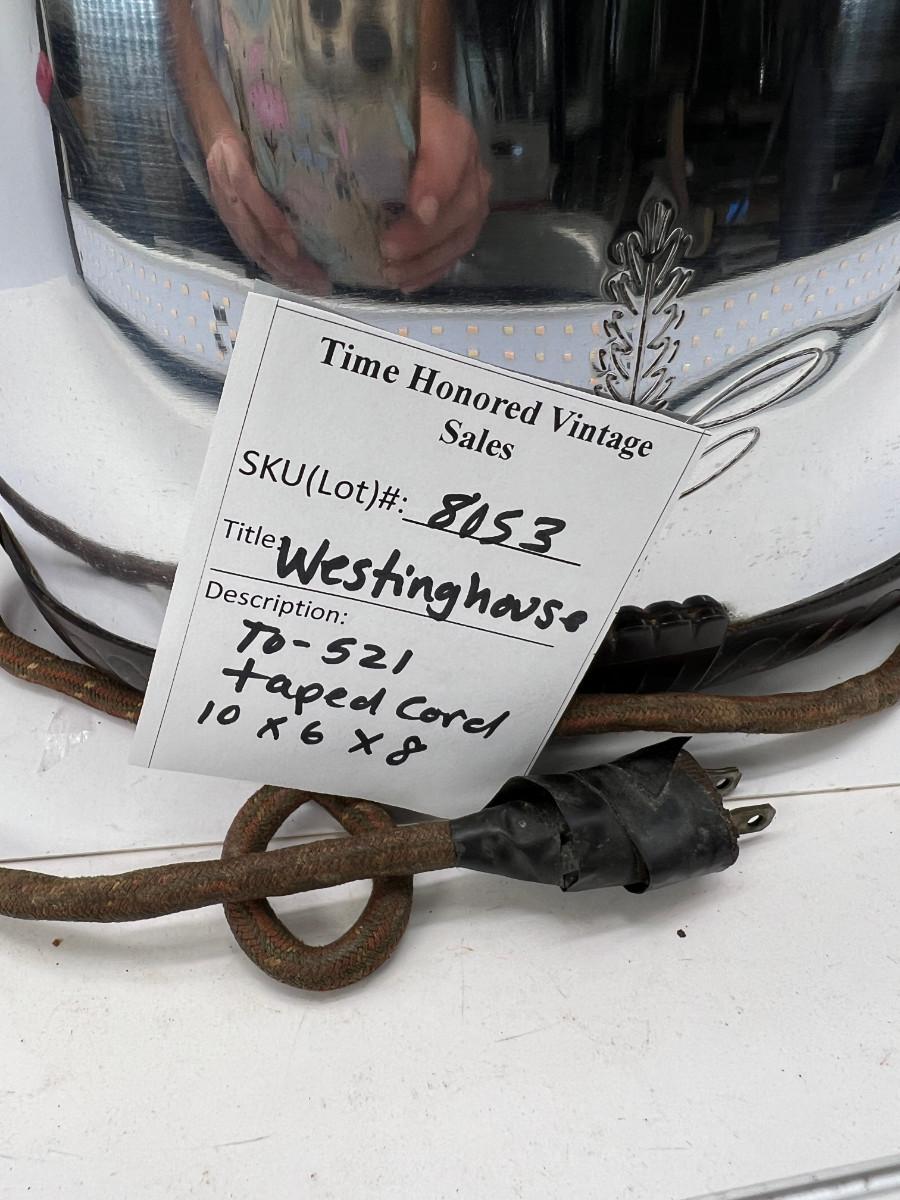 Time Honored Vintage
Sales
SKU(Lot)#: 8053
Title: Westinghouse
Description:
TO-521
taped cord
10 x 6 x 8